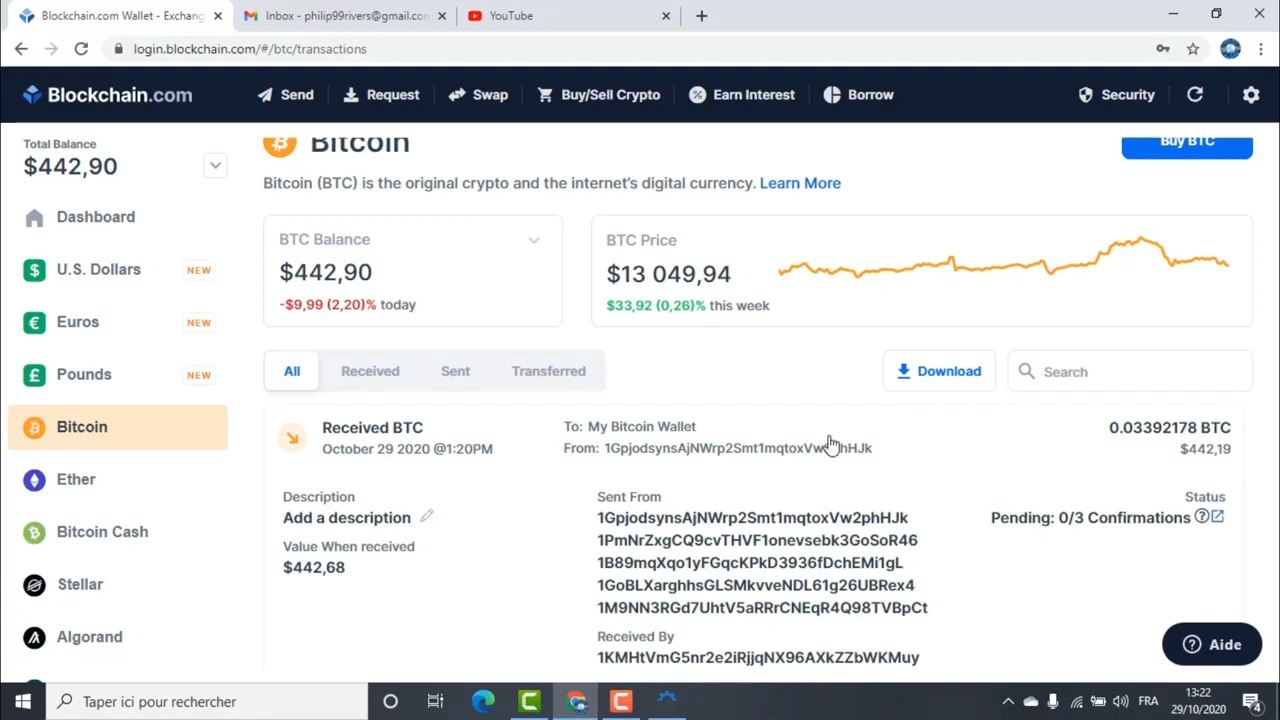 Blockchain.com Wallet - Exchang
Inbox - philip99rivers@gmail.com
YouTube
login.blockchain.com/#/btc/transactions
Blockchain.com
Send
Request
Swap
Buy/Sell Crypto
Earn Interest
Borrow
Security
Total Balance
$442,90
Dashboard
U.S. Dollars NEW
Euros NEW
Pounds NEW
Bitcoin
Ether
Bitcoin Cash
Stellar
Algorand
Bitcoin
Buy BTC
Bitcoin (BTC) is the original crypto and the internet's digital currency. Learn More
BTC Balance
$442,90
-$9,99 (2,20)% today
BTC Price
$13 049,94
$33,92 (0,26)% this week
All
Received
Sent
Transferred
Download
Search
Received BTC
October 29 2020 @1:20PM
To: My Bitcoin Wallet
From:
0.03392178 BTC
$442,19
Description
Add a description
Value When received
$442,68
Sent From
1GpjodsynsAjNWrp2Smt1mqtoxVw2phHJk
1PmNrZxgCQ9cvTHVF1onevsebk3GoSoR46
1B89mqXqo1yFGqcKPkD3936fDchEMi1gL
1GoBLXarghhsGLSMkvveNDL61g26UBRex4
1M9NN3RGd7UhtV5aRRrCNEqR4Q98TVBpCt
Received By
1KMHtVmG5nr2e2iRjjqNX96AXkZZbWKMuy
Status
Pending: 0/3 Confirmations
Aide
Taper ici pour rechercher
FRA
13:22
29/10/2020
4